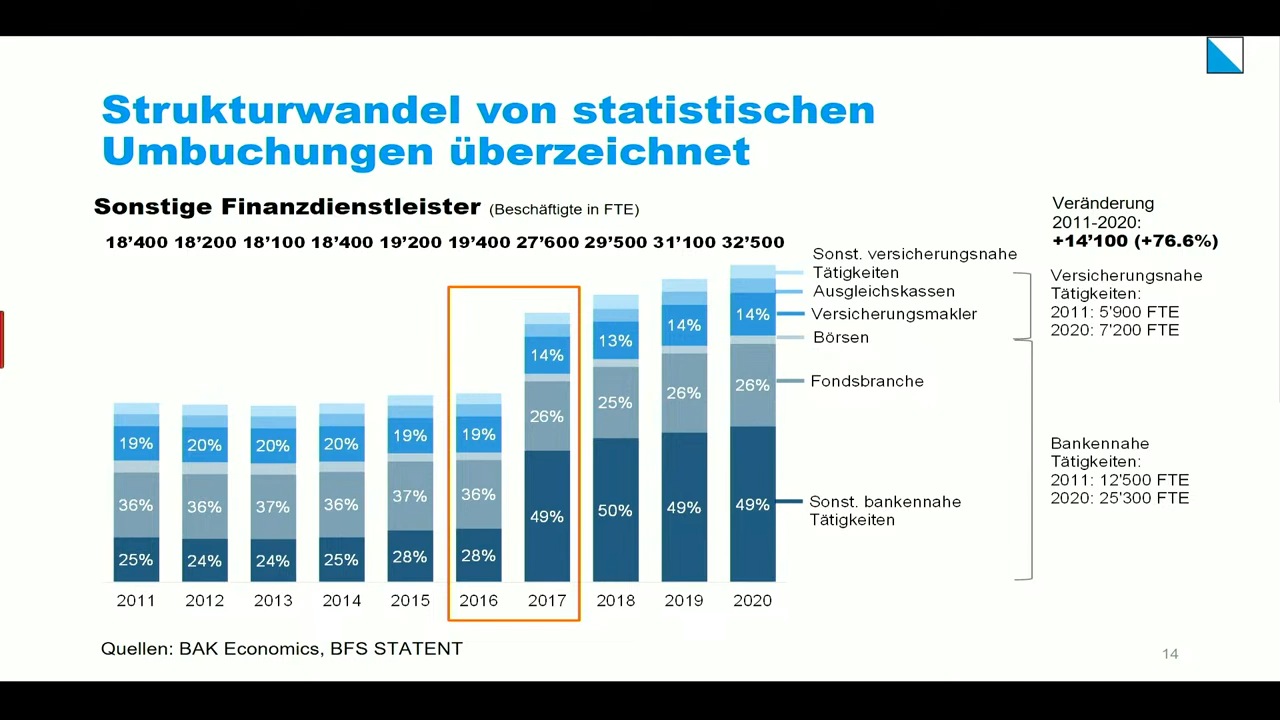 Strukturwandel von statistischen
Umbuchungen überzeichnet
Sonstige Finanzdienstleister (Beschäftigte in FTE)
18’400 18’200 18’100 18’400 19’200 19’400 27’600 29’500 31’100 32’500
19% 20% 20% 20% 19% 19% 14% 13% 14% 14%
36% 36% 37% 36% 37% 36% 26% 25% 26% 26%
25% 24% 24% 25% 28% 28% 49% 50% 49% 49%
2011 2012 2013 2014 2015 2016 2017 2018 2019 2020
Sonst. versicherungsnahe
Tätigkeiten
Ausgleichskassen
Versicherungsmakler
Börsen
Fondsbranche
Sonst. bankennahe
Tätigkeiten
Veränderung
2011-2020:
+14’100 (+76.6%)
Versicherungsnahe
Tätigkeiten:
2011: 5'900 FTE
2020: 7'200 FTE
Bankennahe
Tätigkeiten:
2011: 12'500 FTE
2020: 25'300 FTE
Quellen: BAK Economics, BFS STATENT
14